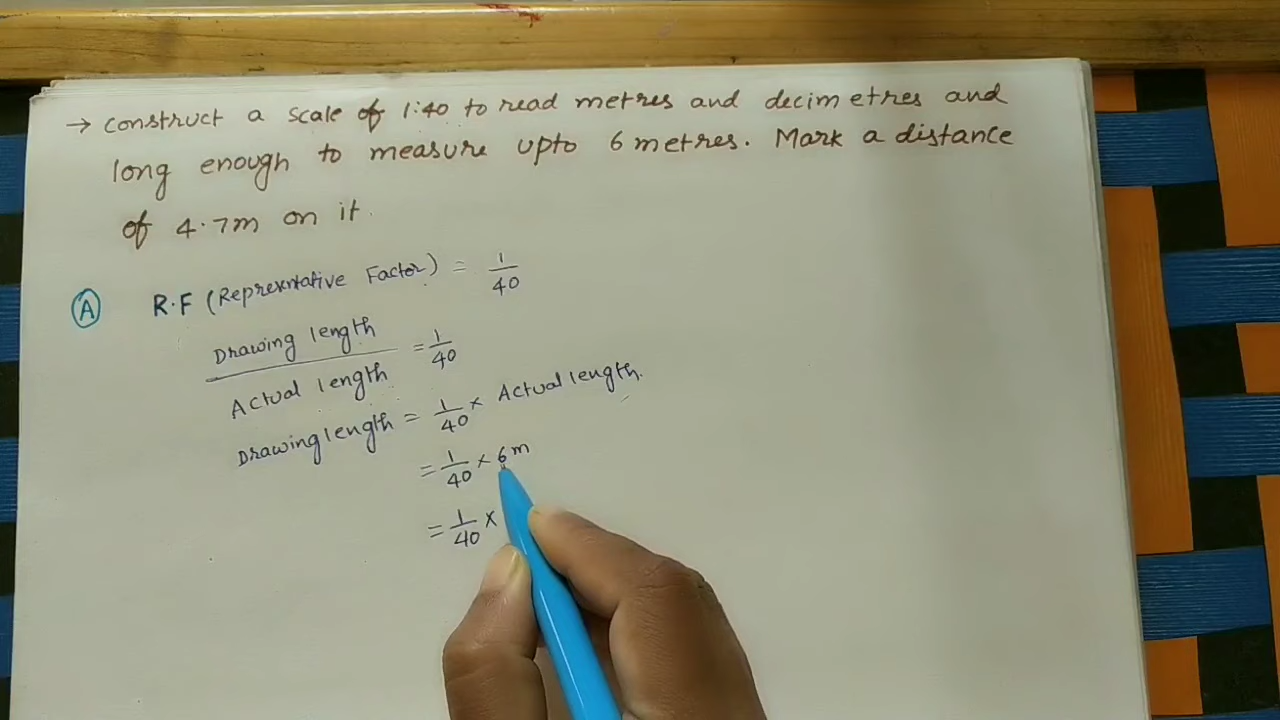 → construct a scale of 1:40 to read metres and decimetres and
long enough to measure upto 6 metres. Mark a distance
of 4.7m on it.
A R.F (Representative Factor) = 1/40
Drawing length / Actual length = 1/40
Drawing length = 1/40 × Actual length.
= 1/40 × 6m
= 1/40 ×